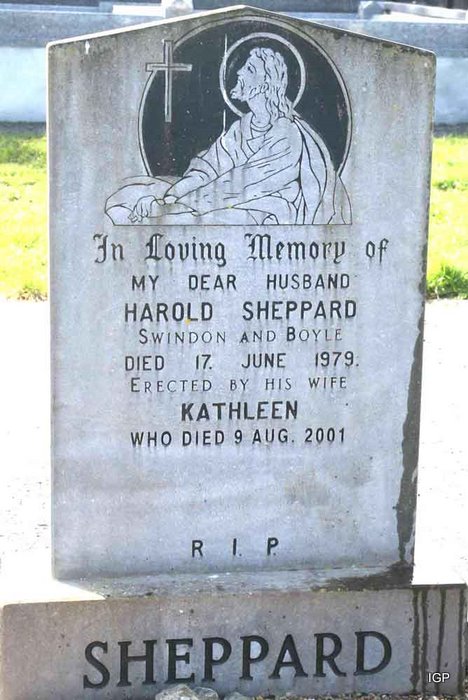 In Loving Memory of
MY DEAR HUSBAND
HAROLD SHEPPARD
SWINDON AND BOYLE
DIED 17. JUNE 1979.
ERECTED BY HIS WIFE
KATHLEEN
WHO DIED 9 AUG. 2001
R I P
SHEPPARD
IGP